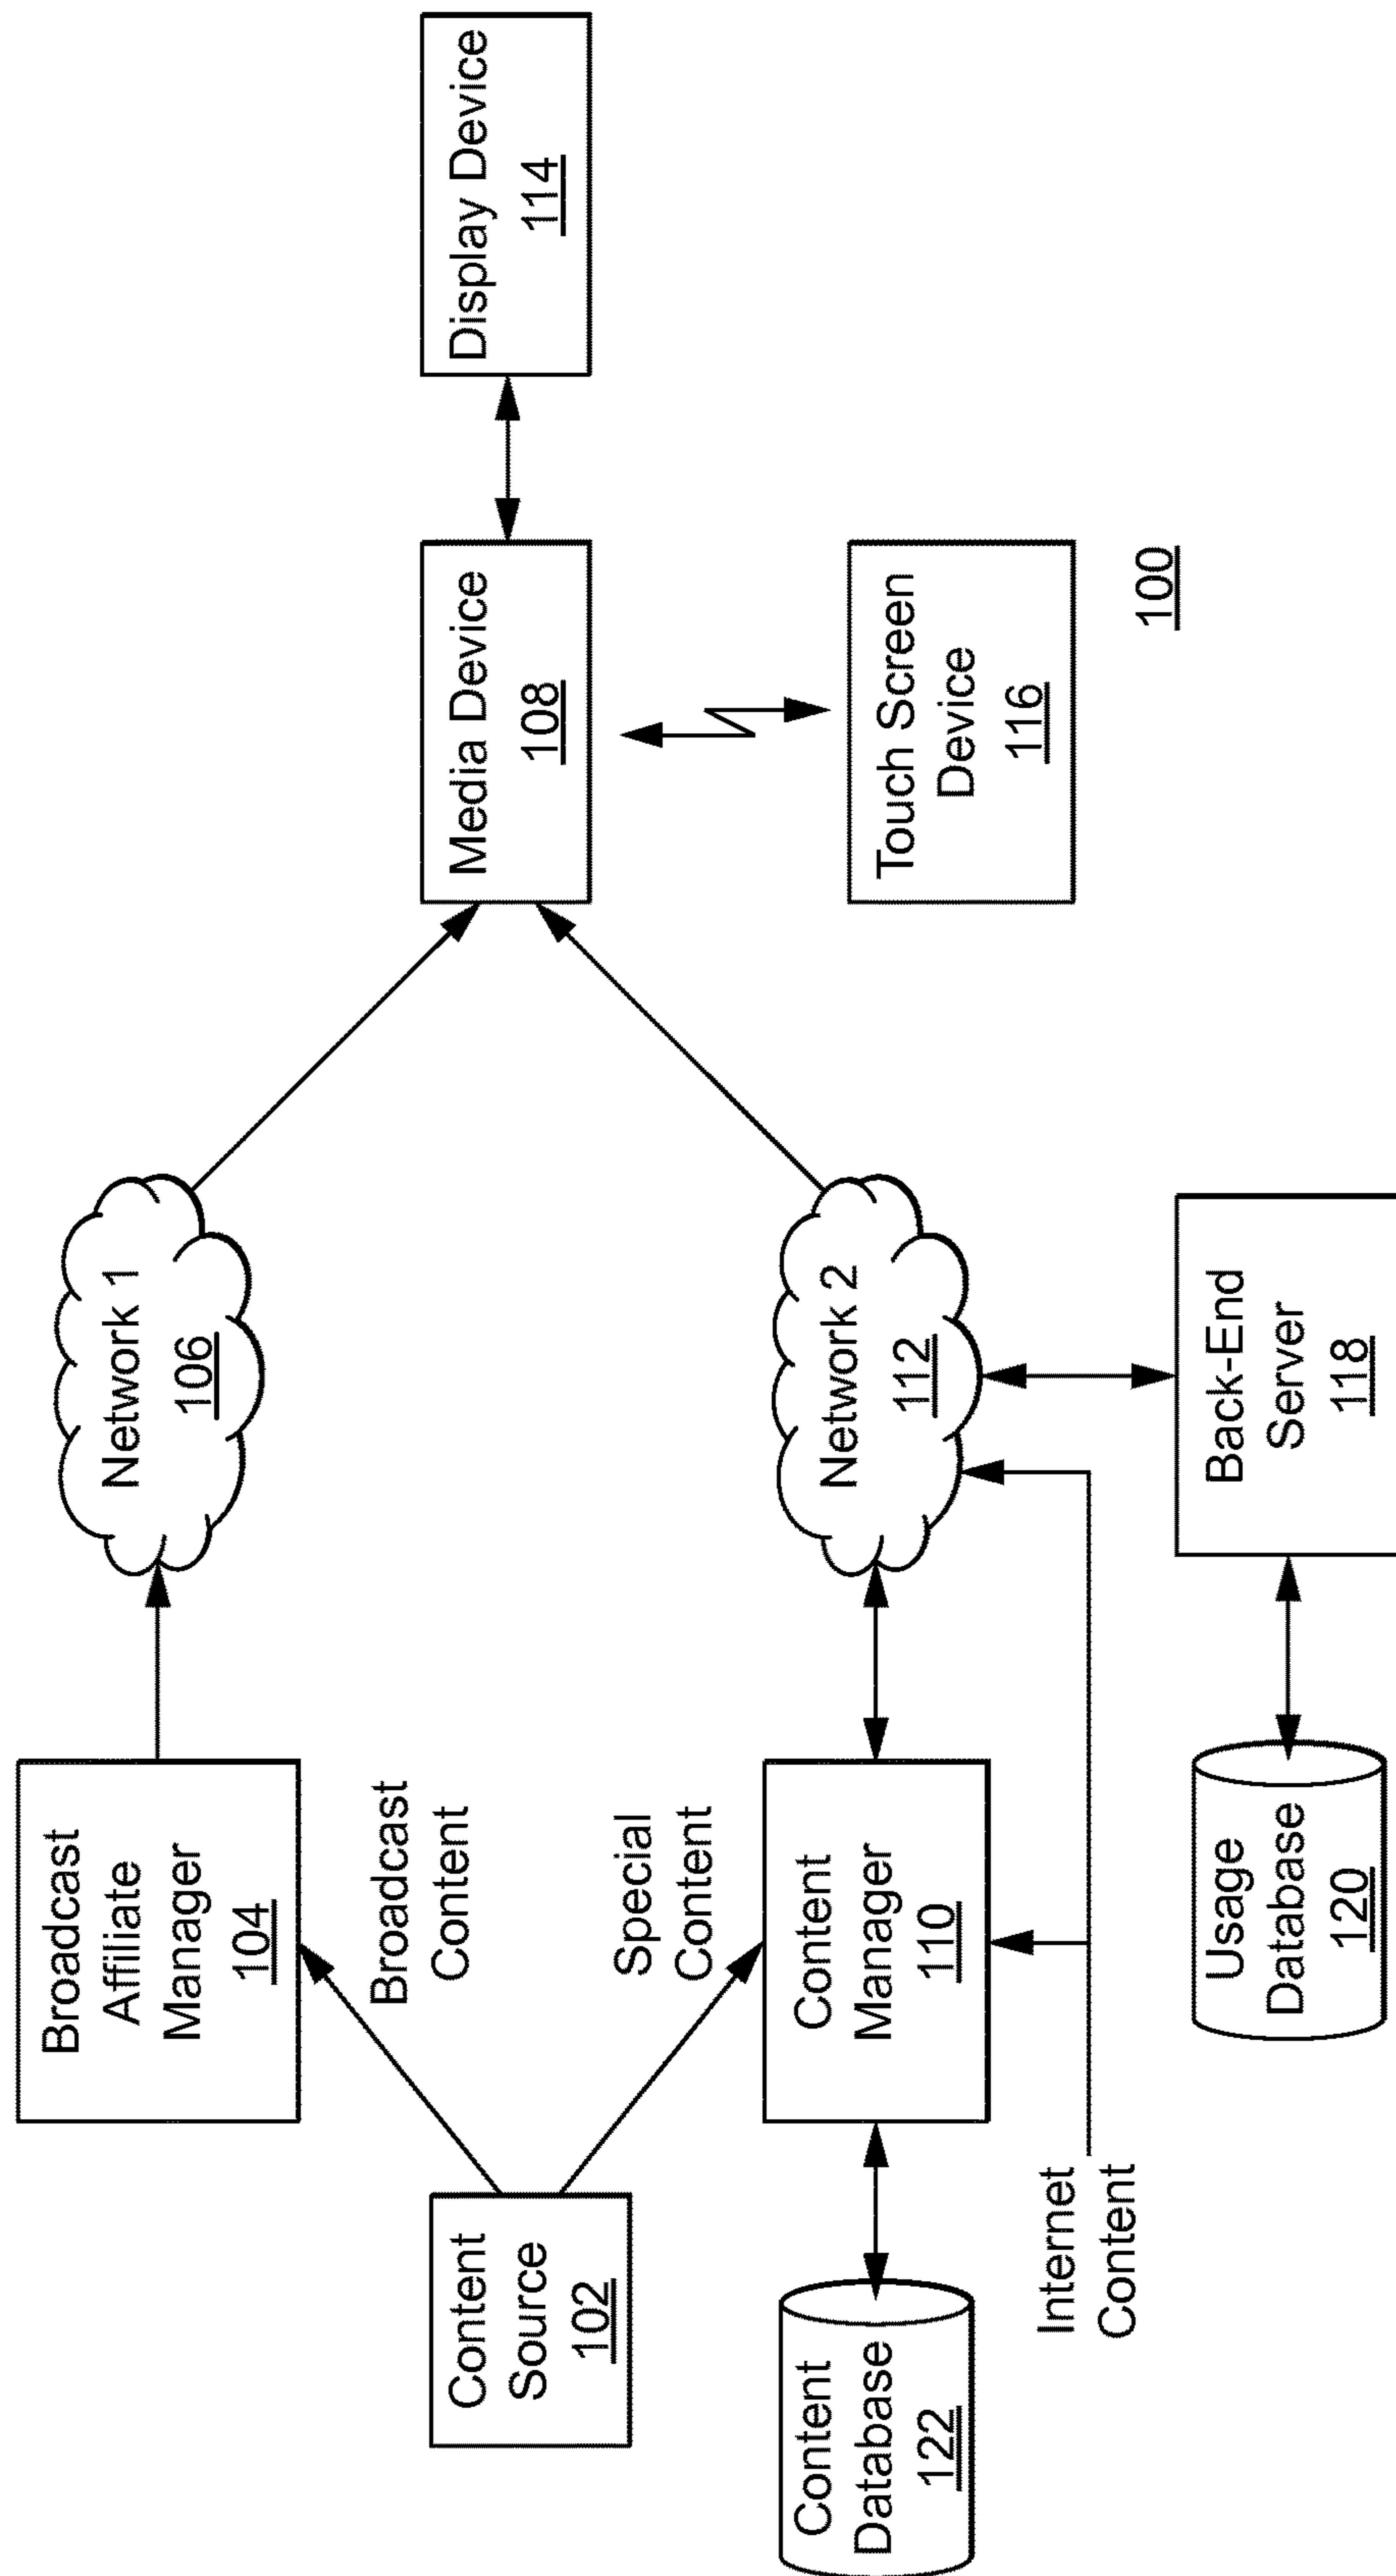 Broadcast
Affiliate
Manager
104
Network 1
106
Content
Source
102
Broadcast
Content
Special
Content
Media Device
108
Display Device
114
Content
Database
122
Content
Manager
110
Network 2
112
Touch Screen
Device
116
Internet
Content
Usage
Database
120
Back-End
Server
118
100